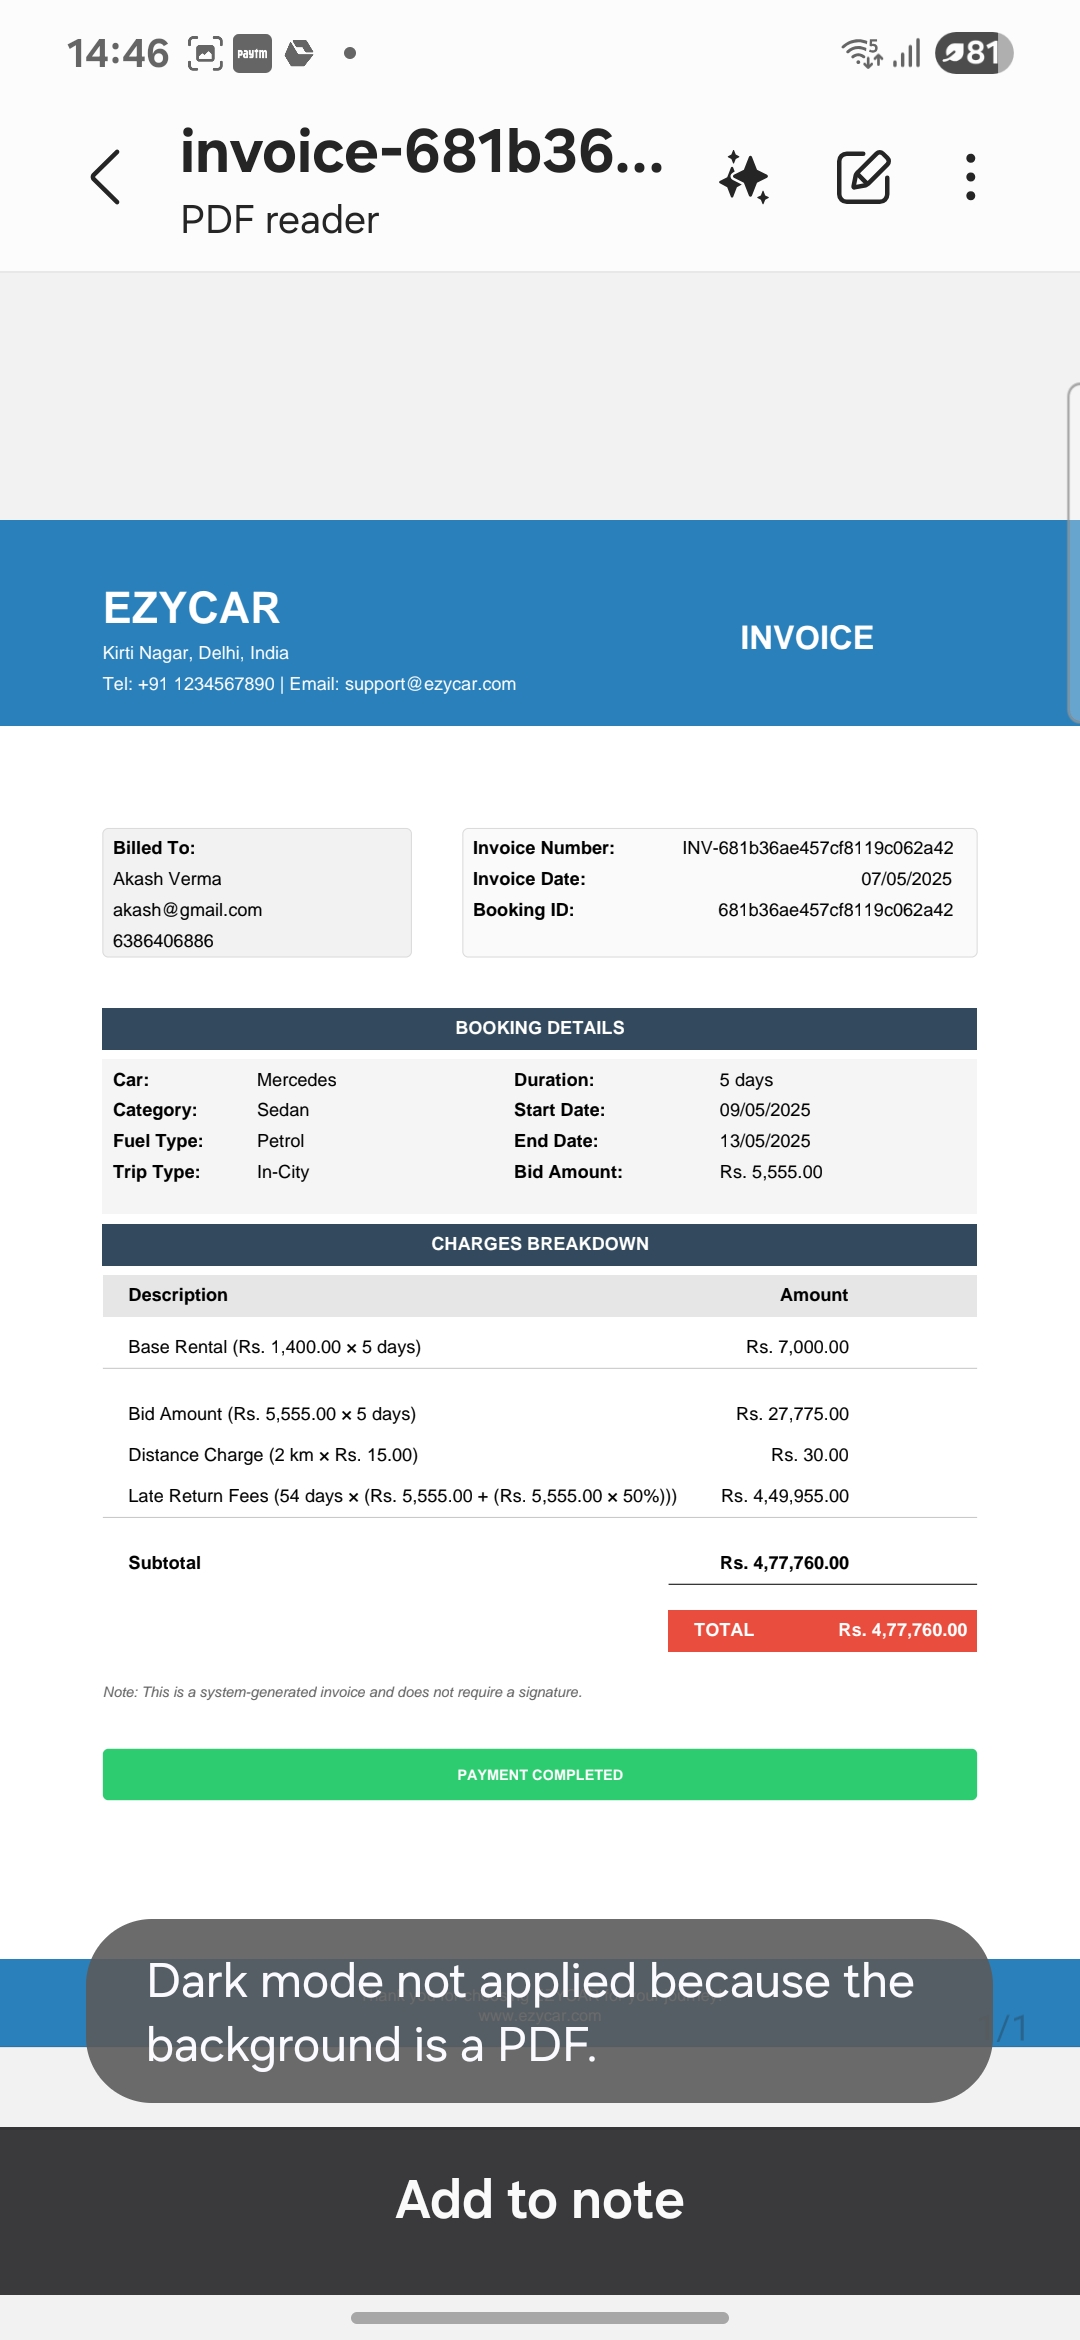 14:46 paytm 5 81
invoice-681b36...
PDF reader
EZYCAR
INVOICE
Kirti Nagar, Delhi, India
Tel: +91 1234567890 | Email: support@ezycar.com
Billed To:
Akash Verma
akash@gmail.com
6386406886
Invoice Number: INV-681b36ae457cf8119c062a42
Invoice Date: 07/05/2025
Booking ID: 681b36ae457cf8119c062a42
BOOKING DETAILS
Car: Mercedes Duration: 5 days
Category: Sedan Start Date: 09/05/2025
Fuel Type: Petrol End Date: 13/05/2025
Trip Type: In-City Bid Amount: Rs. 5,555.00
CHARGES BREAKDOWN
Description Amount
Base Rental (Rs. 1,400.00 × 5 days) Rs. 7,000.00
Bid Amount (Rs. 5,555.00 × 5 days) Rs. 27,775.00
Distance Charge (2 km × Rs. 15.00) Rs. 30.00
Late Return Fees (54 days × (Rs. 5,555.00 + (Rs. 5,555.00 × 50%))) Rs. 4,49,955.00
Subtotal Rs. 4,77,760.00
TOTAL Rs. 4,77,760.00
Note: This is a system-generated invoice and does not require a signature.
PAYMENT COMPLETED
Dark mode not applied because the
background is a PDF.
www.ezycar.com
/1
Add to note